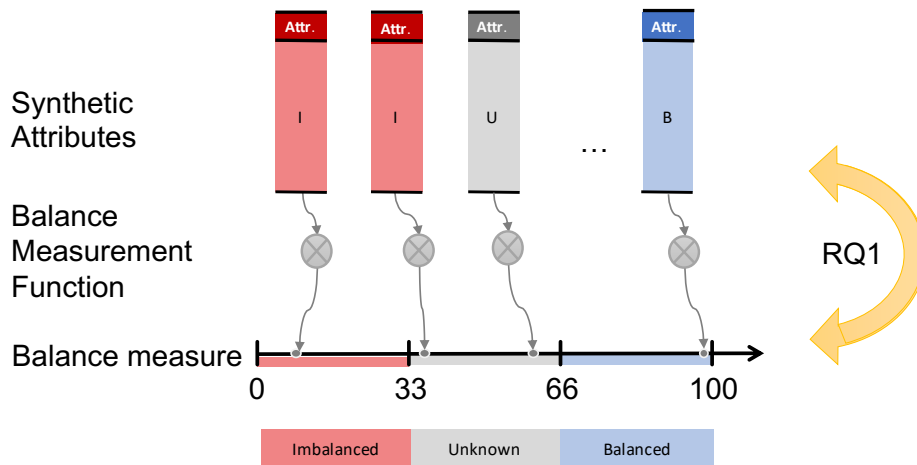 Attr. Attr. Attr. Attr.
Synthetic
Attributes
I I U ... B
Balance
Measurement
Function
RQ1
Balance measure
0 33 66 100
Imbalanced Unknown Balanced